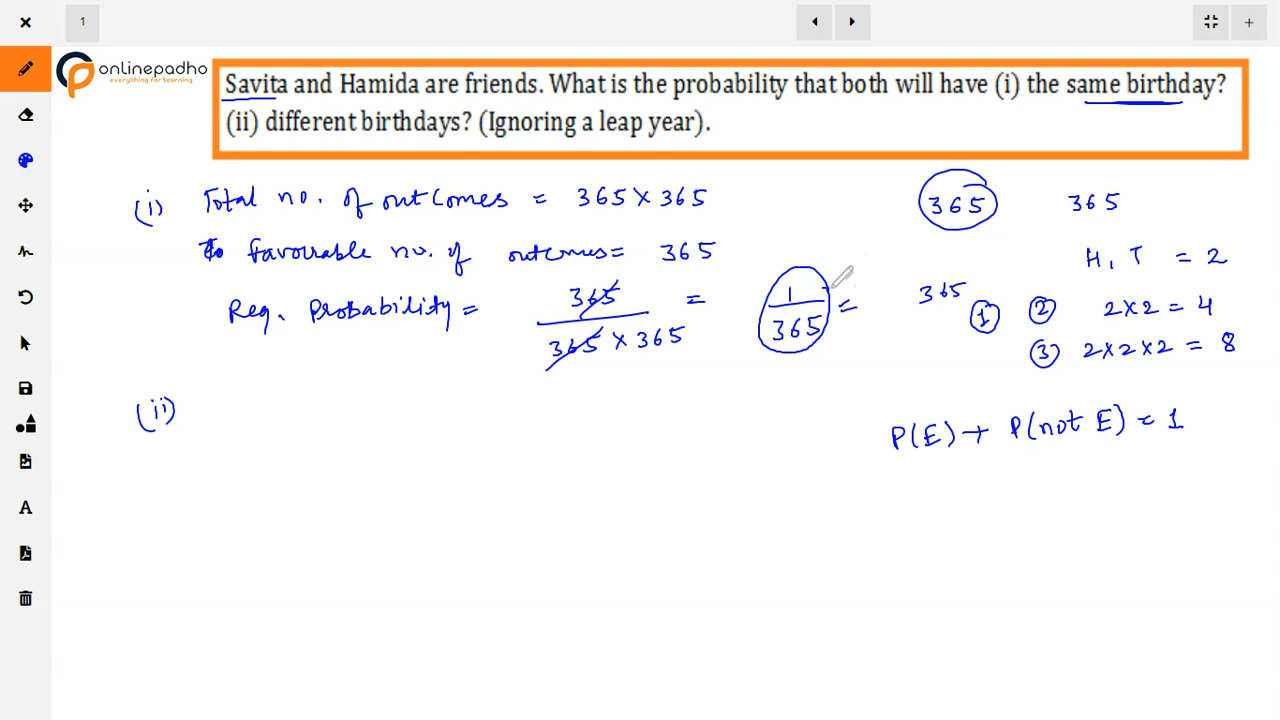 1
onlinepadho
everything for learning
Savita and Hamida are friends. What is the probability that both will have (i) the same birthday?
(ii) different birthdays? (Ignoring a leap year).
(i) Total no. of outcomes = 365 × 365
Favourable no. of outcomes = 365
Req. Probability = 365 / 365 × 365 = 1 / 365 =
(ii)
365 365
H, T = 2
365 ① ② 2×2 = 4
③ 2×2×2 = 8
P(E) + P(not E) = 1
A